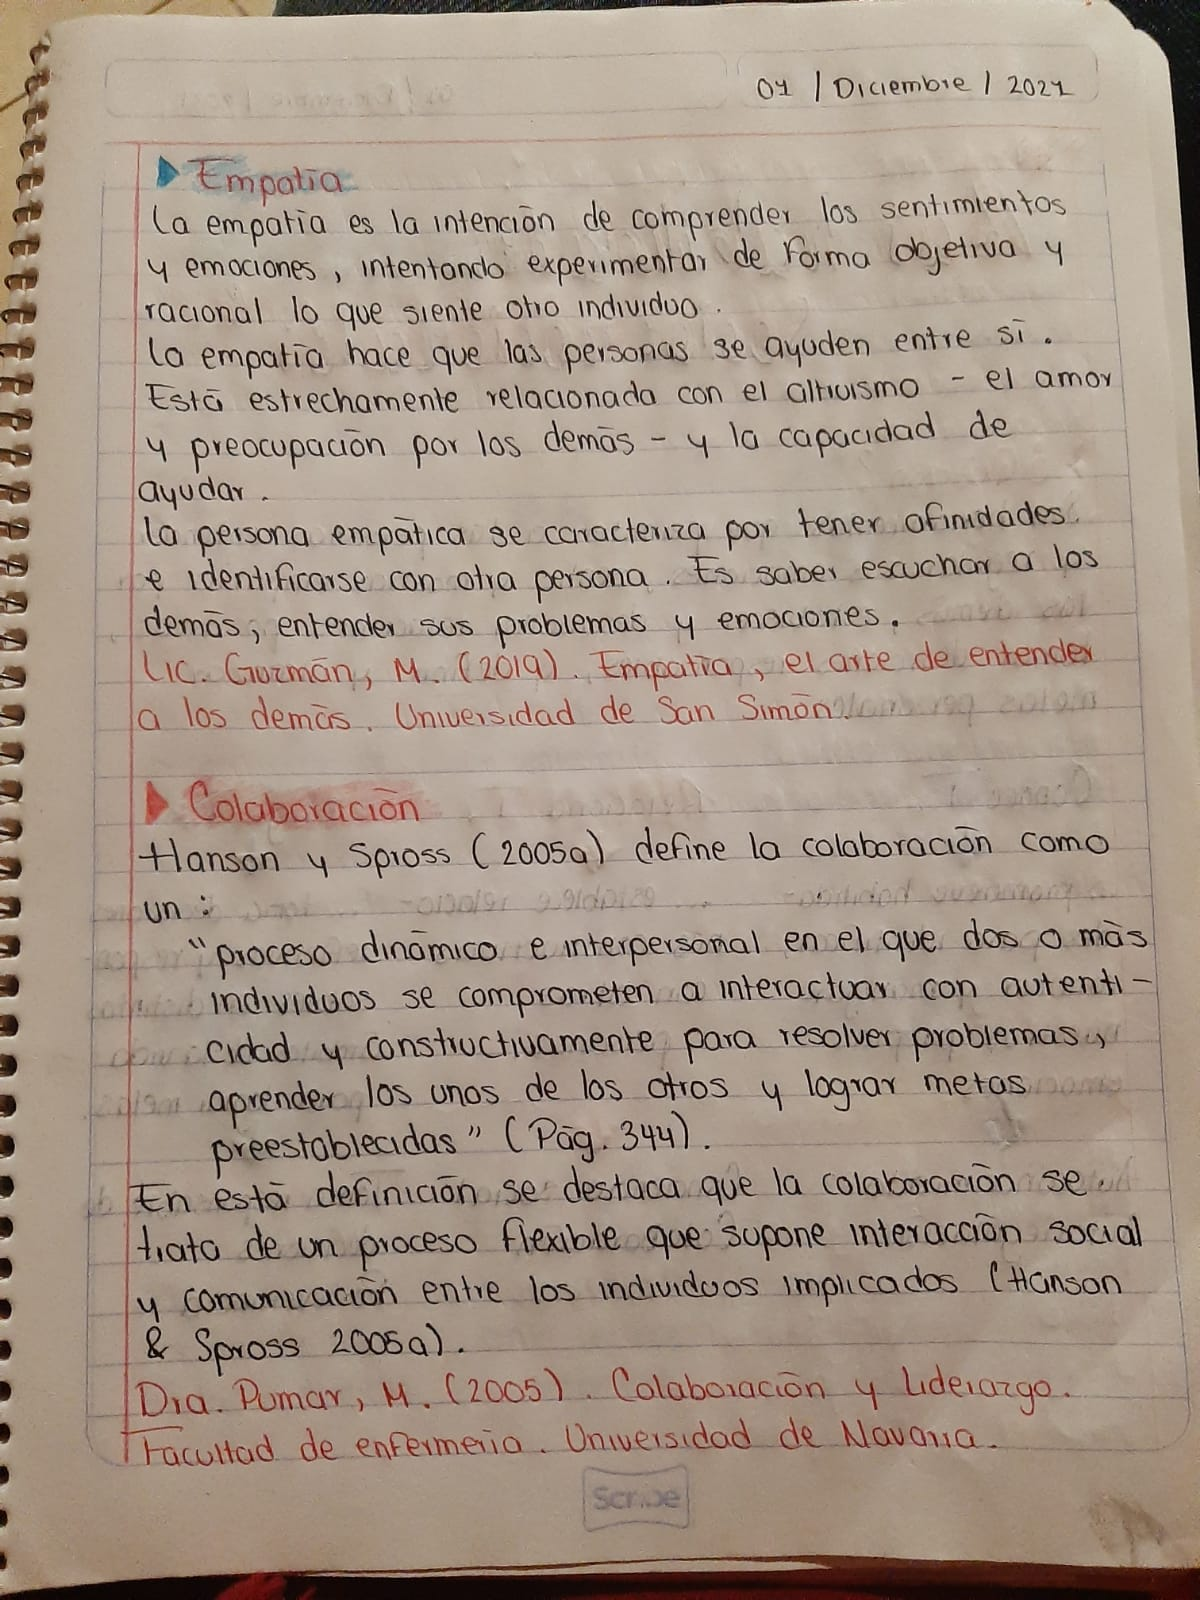 01 / Diciembre / 2021
Empatía
La empatía es la intención de comprender los sentimientos
y emociones, intentando experimentar de forma objetiva y
racional lo que siente otro individuo.
La empatía hace que las personas se ayuden entre sí.
Está estrechamente relacionada con el altruismo - el amor
y preocupación por los demás - y la capacidad de
ayudar.
La persona empática se caracteriza por tener afinidades
e identificarse con otra persona. Es saber escuchar a los
demás, entender sus problemas y emociones.
Lic. Guzmán, M. (2019). Empatía, el arte de entender
a los demás. Universidad de San Simón.
Colaboración
Hanson y Spross (2005a) define la colaboración como
un:
"proceso dinámico e interpersonal en el que dos o más
individuos se comprometen a interactuar con autenti-
cidad y constructivamente para resolver problemas,
aprender los unos de los otros y lograr metas
preestablecidas" (Pág. 344).
En está definición se destaca que la colaboración se
trata de un proceso flexible que supone interacción social
y comunicación entre los individuos implicados (Hanson
& Spross 2005a).
Dra. Pumar, M. (2005). Colaboración y Liderazgo.
Facultad de enfermería. Universidad de Navarra.
Scribe